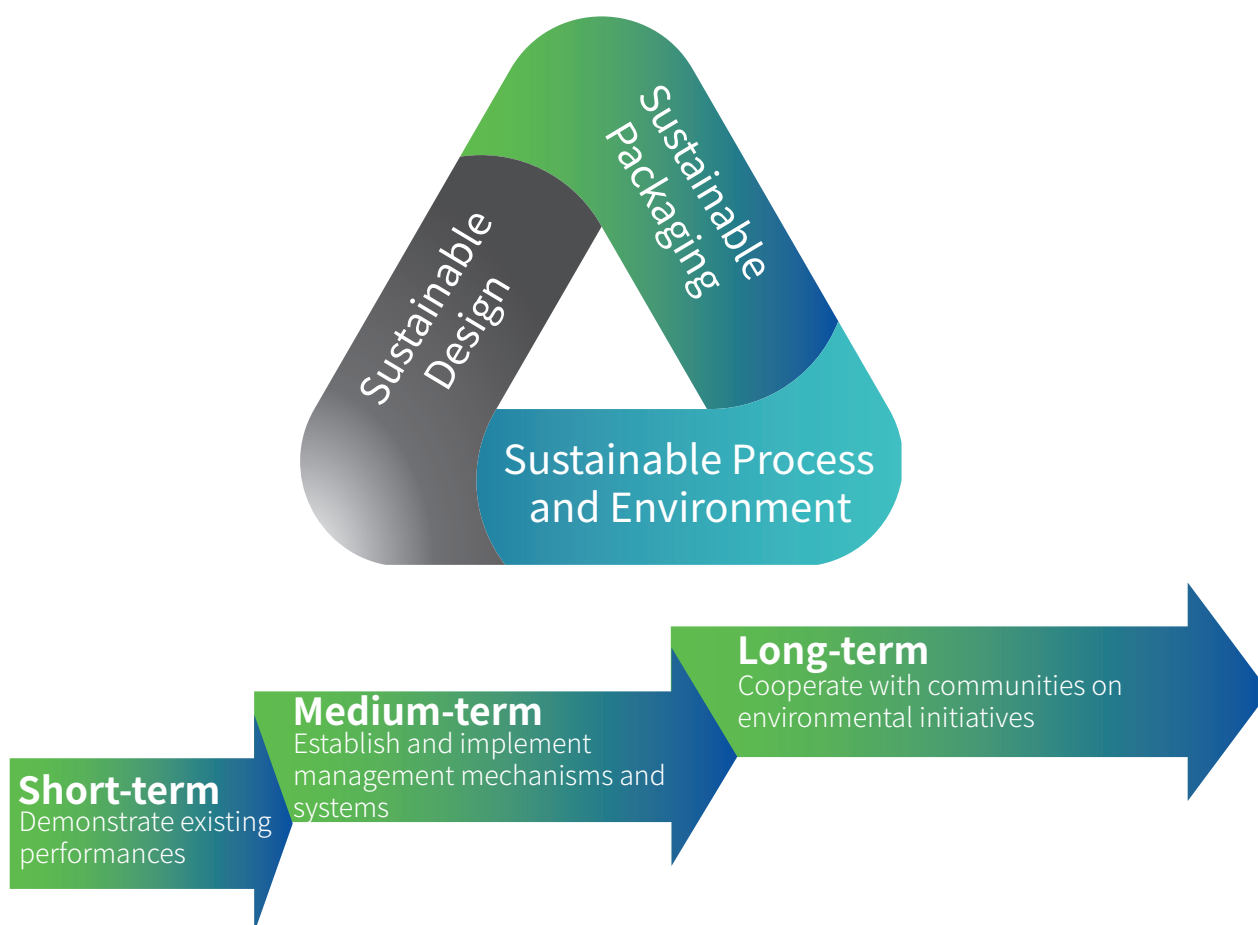 Sustainable
Packaging
Sustainable
Design
Sustainable Process
and Environment
Short-term
Demonstrate existing
performances
Medium-term
Establish and implement
management mechanisms and
systems
Long-term
Cooperate with communities on
environmental initiatives